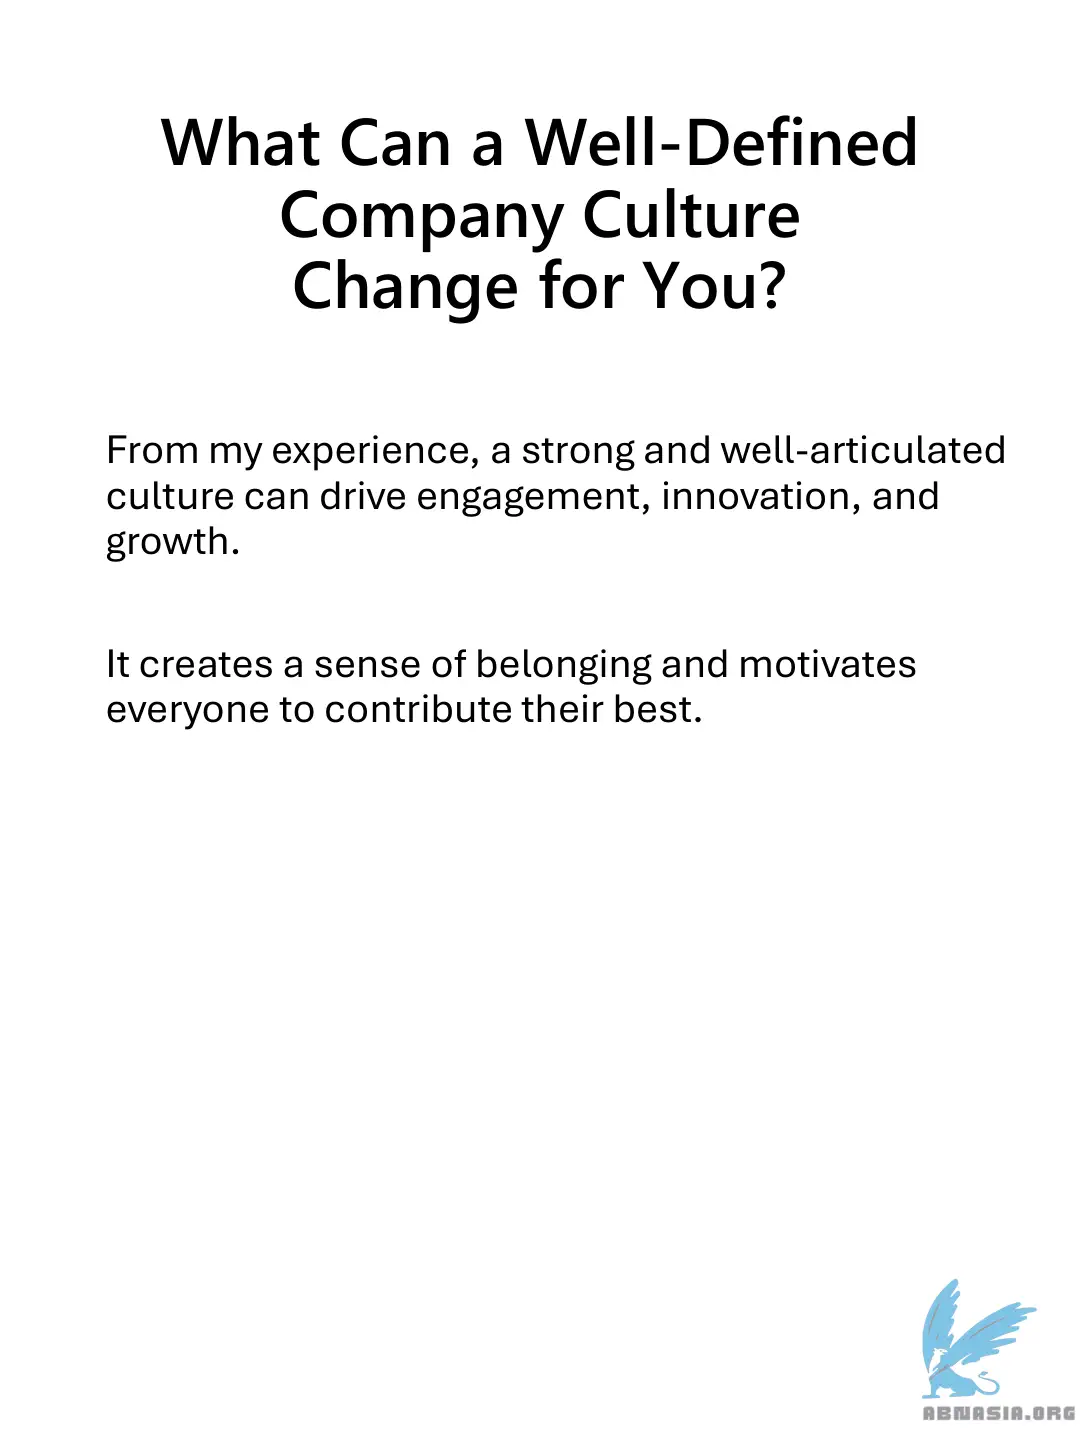 What Can a Well-Defined
Company Culture
Change for You?
From my experience, a strong and well-articulated
culture can drive engagement, innovation, and
growth.
It creates a sense of belonging and motivates
everyone to contribute their best.
ABNASIA.ORG